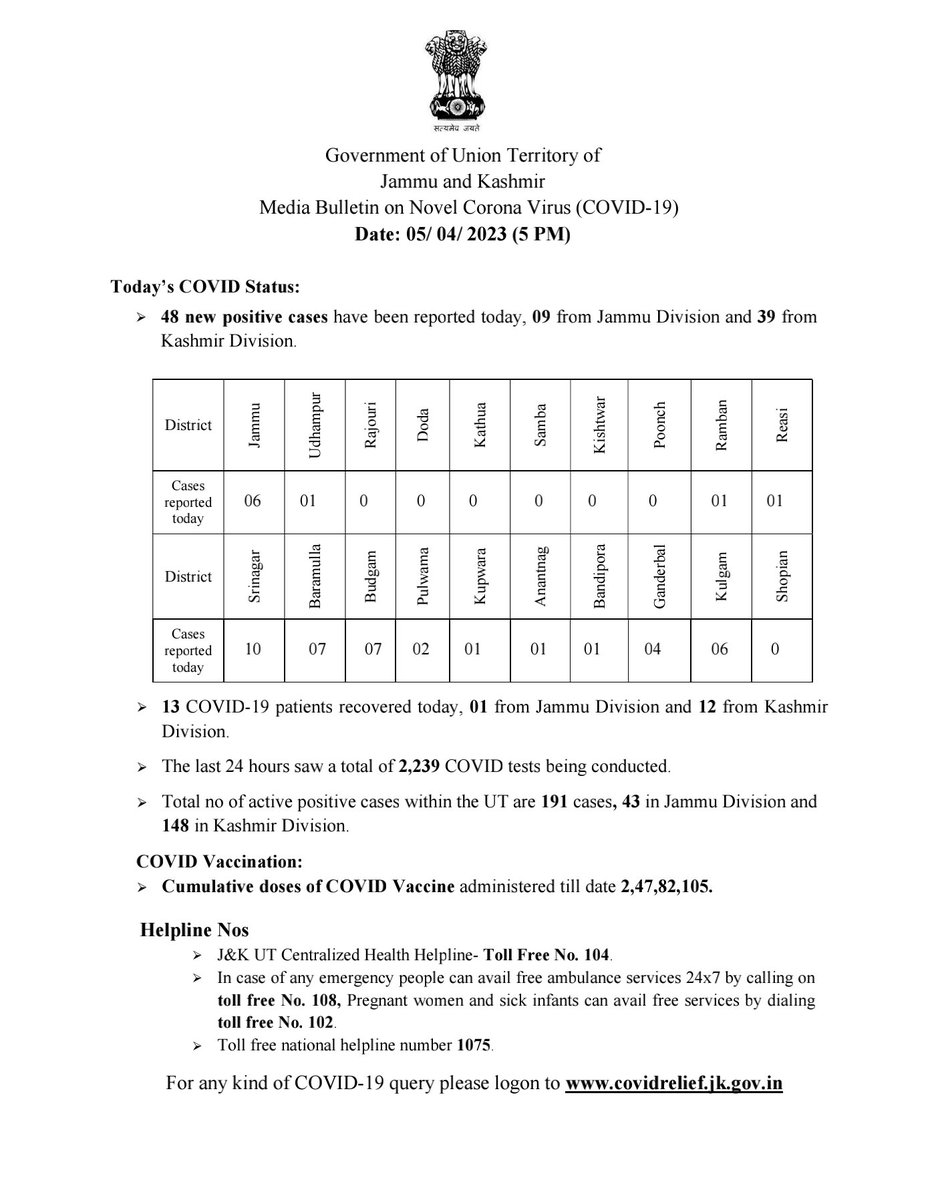 सत्यमेव जयते
Government of Union Territory of
Jammu and Kashmir
Media Bulletin on Novel Corona Virus (COVID-19)
Date: 05/ 04/ 2023 (5 PM)
Today’s COVID Status:
➢ 48 new positive cases have been reported today, 09 from Jammu Division and 39 from
Kashmir Division.
District Jammu Udhampur Rajouri Doda Kathua Samba Kishtwar Poonch Ramban Reasi
Cases
reported
today
06 01 0 0 0 0 0 0 01 01
District Srinagar Baramulla Budgam Pulwama Kupwara Anantnag Bandipora Ganderbal Kulgam Shopian
Cases
reported
today
10 07 07 02 01 01 01 04 06 0
➢ 13 COVID-19 patients recovered today, 01 from Jammu Division and 12 from Kashmir
Division.
➢ The last 24 hours saw a total of 2,239 COVID tests being conducted.
➢ Total no of active positive cases within the UT are 191 cases, 43 in Jammu Division and
148 in Kashmir Division.
COVID Vaccination:
➢ Cumulative doses of COVID Vaccine administered till date 2,47,82,105.
Helpline Nos
➢ J&K UT Centralized Health Helpline- Toll Free No. 104.
➢ In case of any emergency people can avail free ambulance services 24x7 by calling on
toll free No. 108, Pregnant women and sick infants can avail free services by dialing
toll free No. 102.
➢ Toll free national helpline number 1075.
For any kind of COVID-19 query please logon to www.covidrelief.jk.gov.in